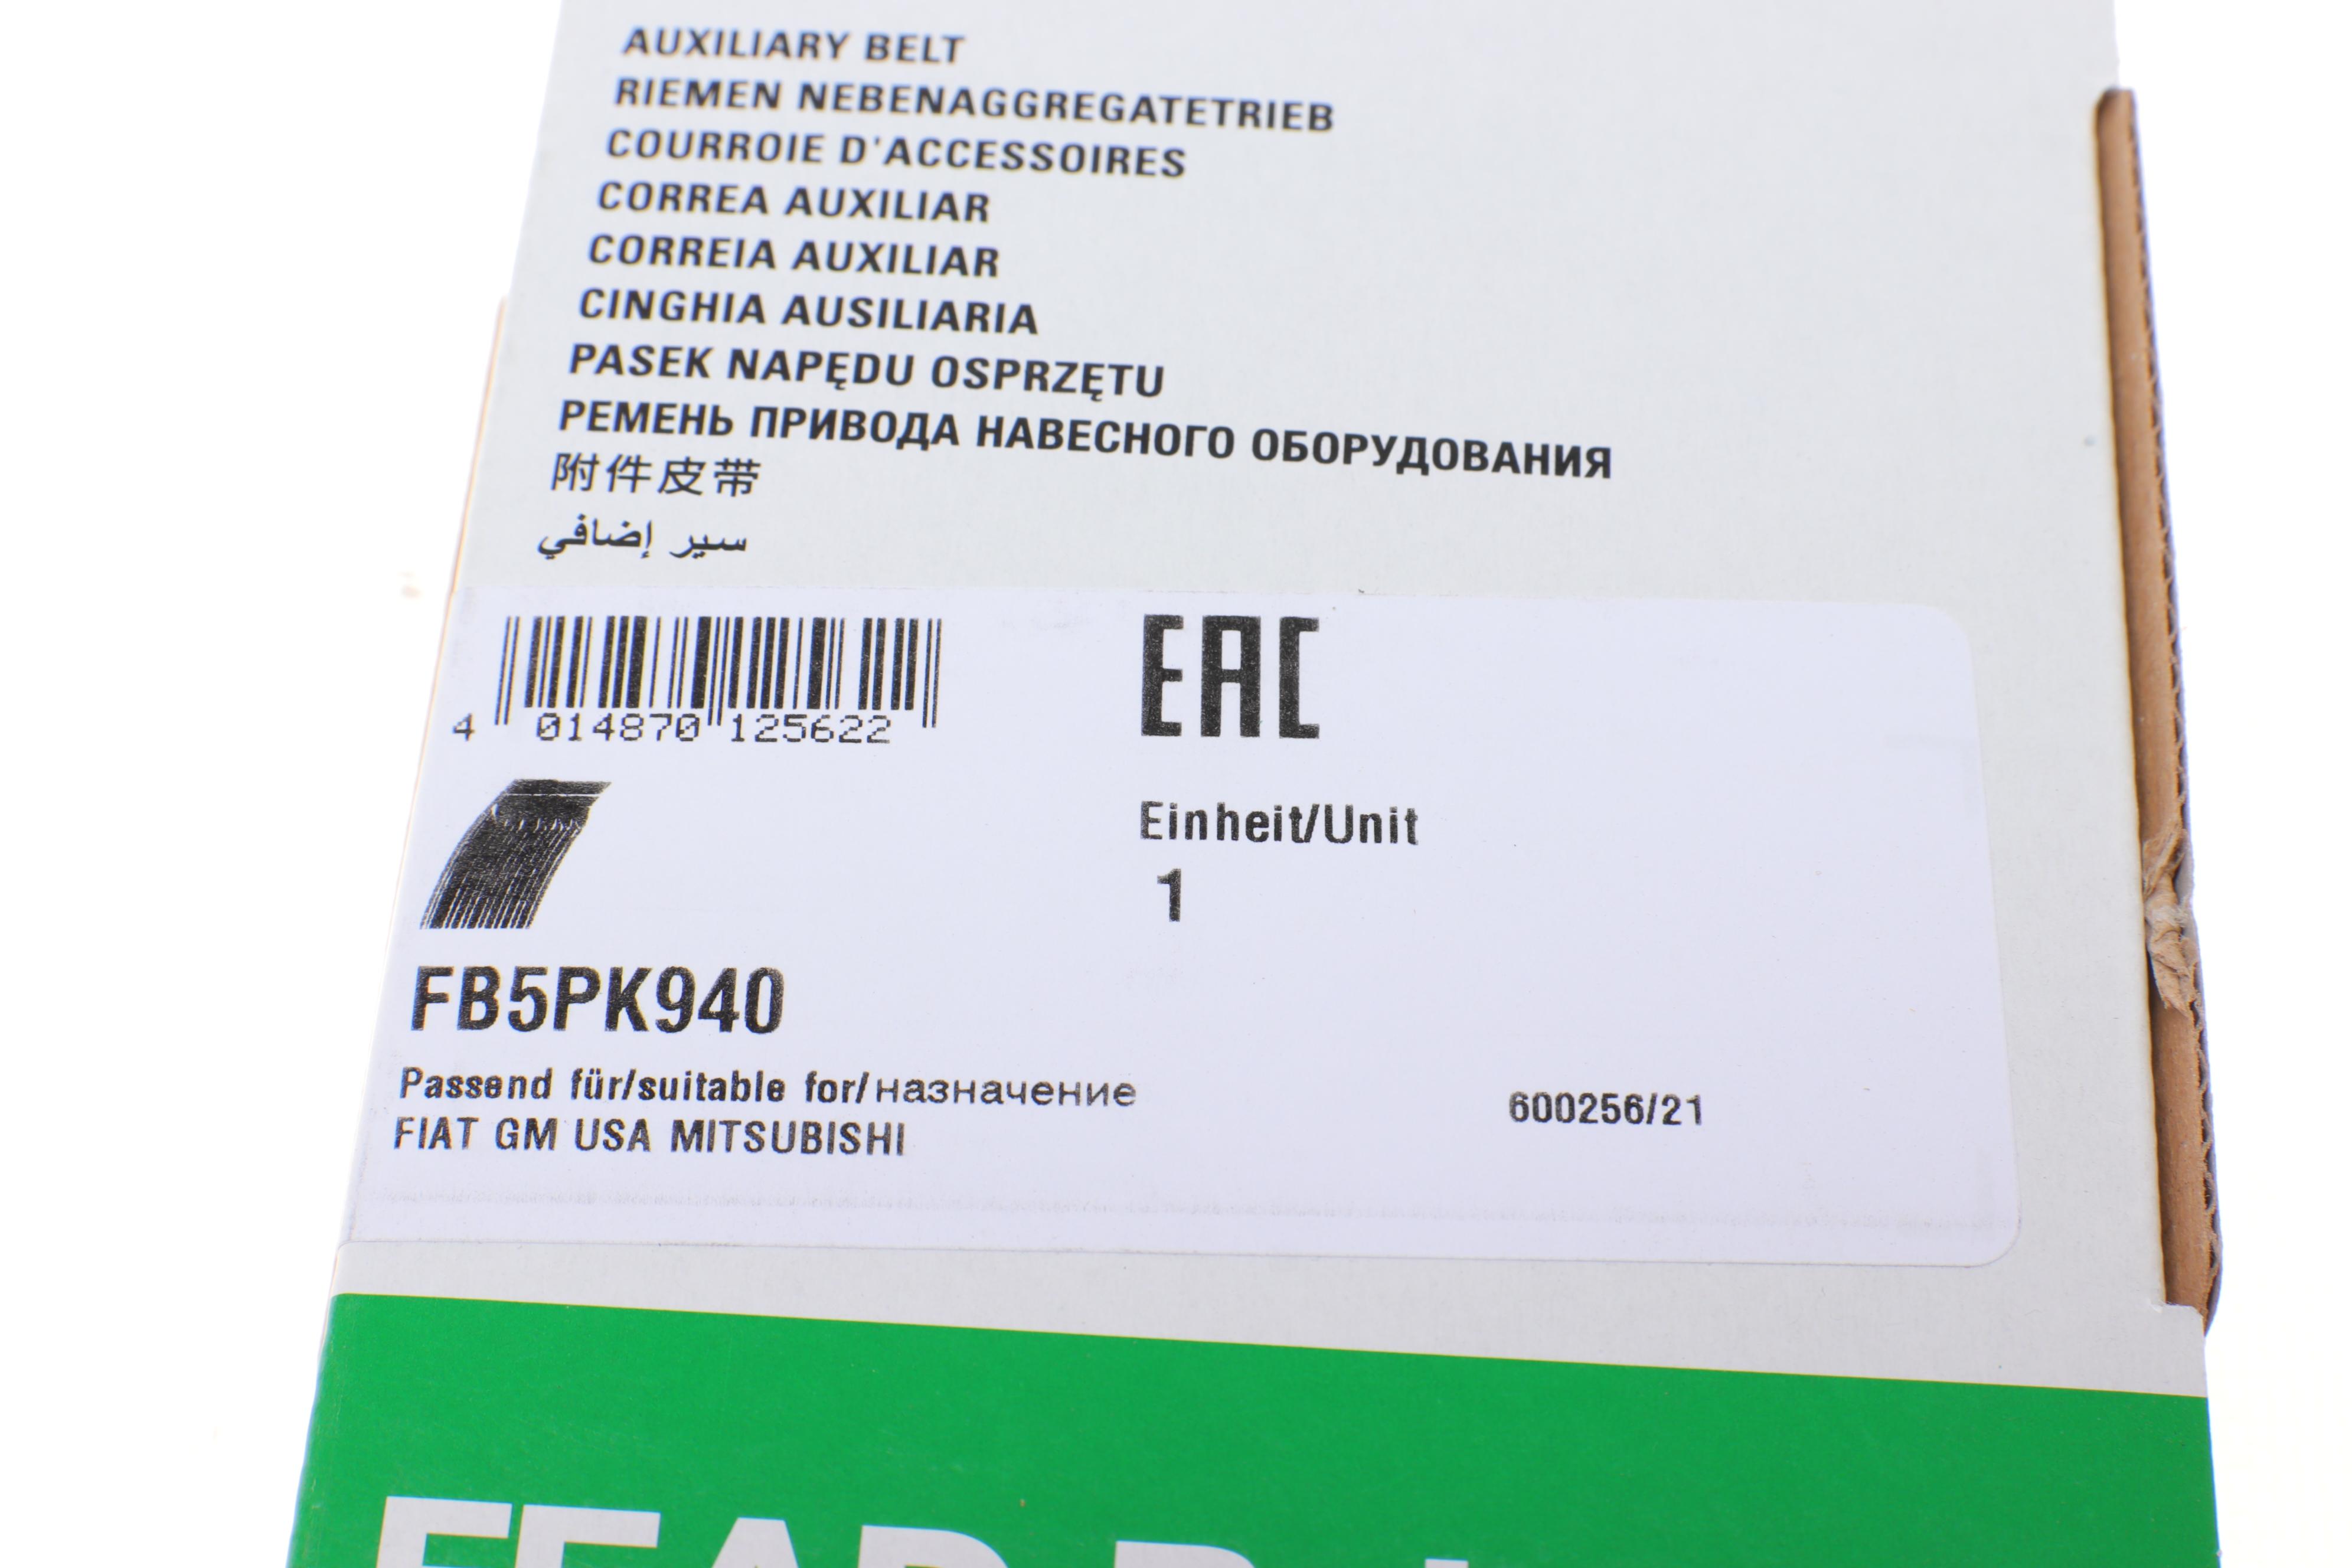 AUXILIARY BELT
RIEMEN NEBENAGGREGATETRIEB
COURROIE D'ACCESSOIRES
CORREA AUXILIAR
CORREIA AUXILIAR
CINGHIA AUSILIARIA
PASEK NAPĘDU OSPRZĘTU
РЕМЕНЬ ПРИВОДА НАВЕСНОГО ОБОРУДОВАНИЯ
附件皮带
سير إضافي
4 014870 125622
EAC
Einheit/Unit
1
FB5PK940
Passend für/suitable for/назначение
FIAT GM USA MITSUBISHI
600256/21